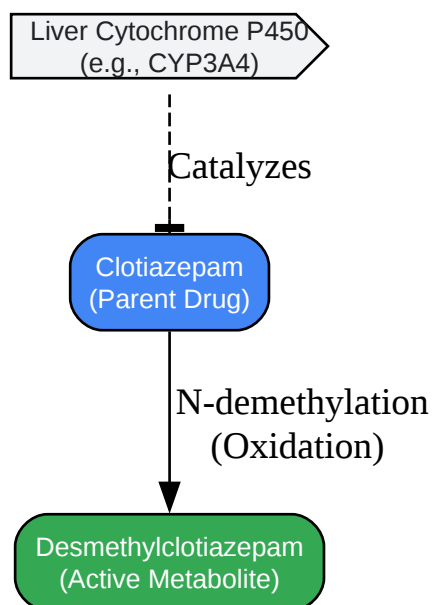 Liver Cytochrome P450
(e.g., CYP3A4)
Catalyzes
Clotiazepam
(Parent Drug)
N-demethylation
(Oxidation)
Desmethylclotiazepam
(Active Metabolite)